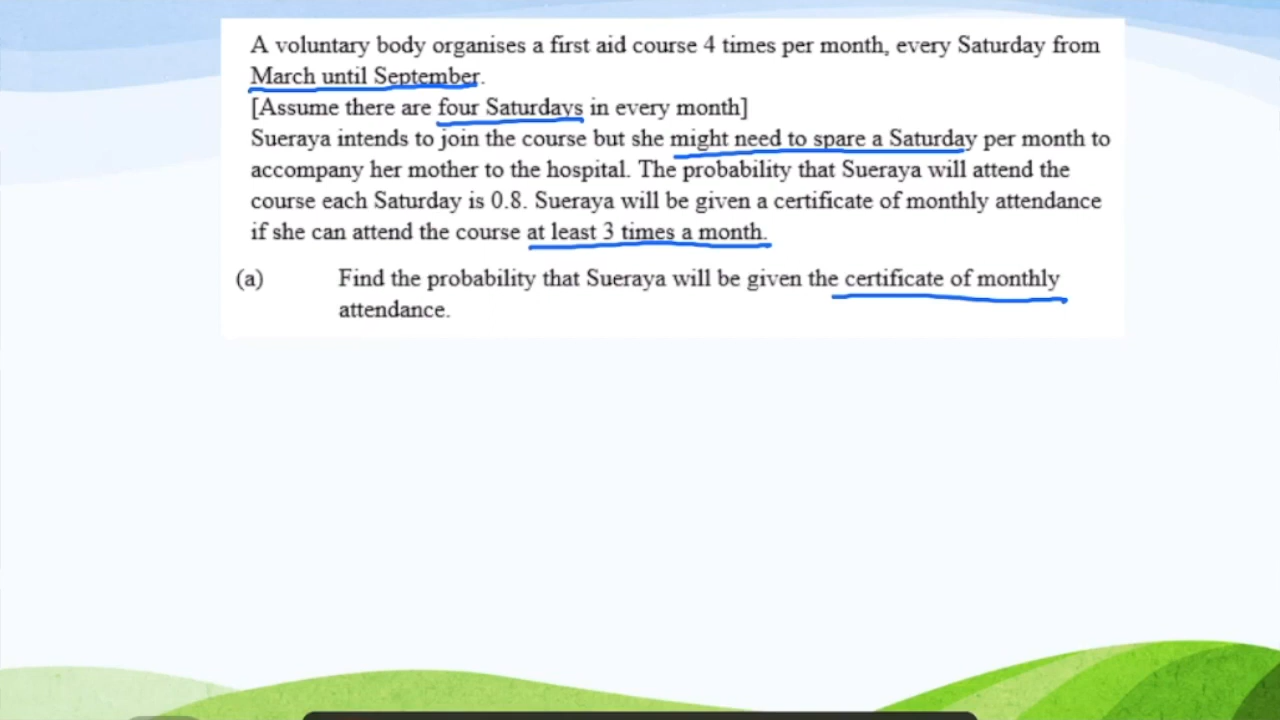 A voluntary body organises a first aid course 4 times per month, every Saturday from
March until September.
[Assume there are four Saturdays in every month]
Sueraya intends to join the course but she might need to spare a Saturday per month to
accompany her mother to the hospital. The probability that Sueraya will attend the
course each Saturday is 0.8. Sueraya will be given a certificate of monthly attendance
if she can attend the course at least 3 times a month.
(a) Find the probability that Sueraya will be given the certificate of monthly
attendance.